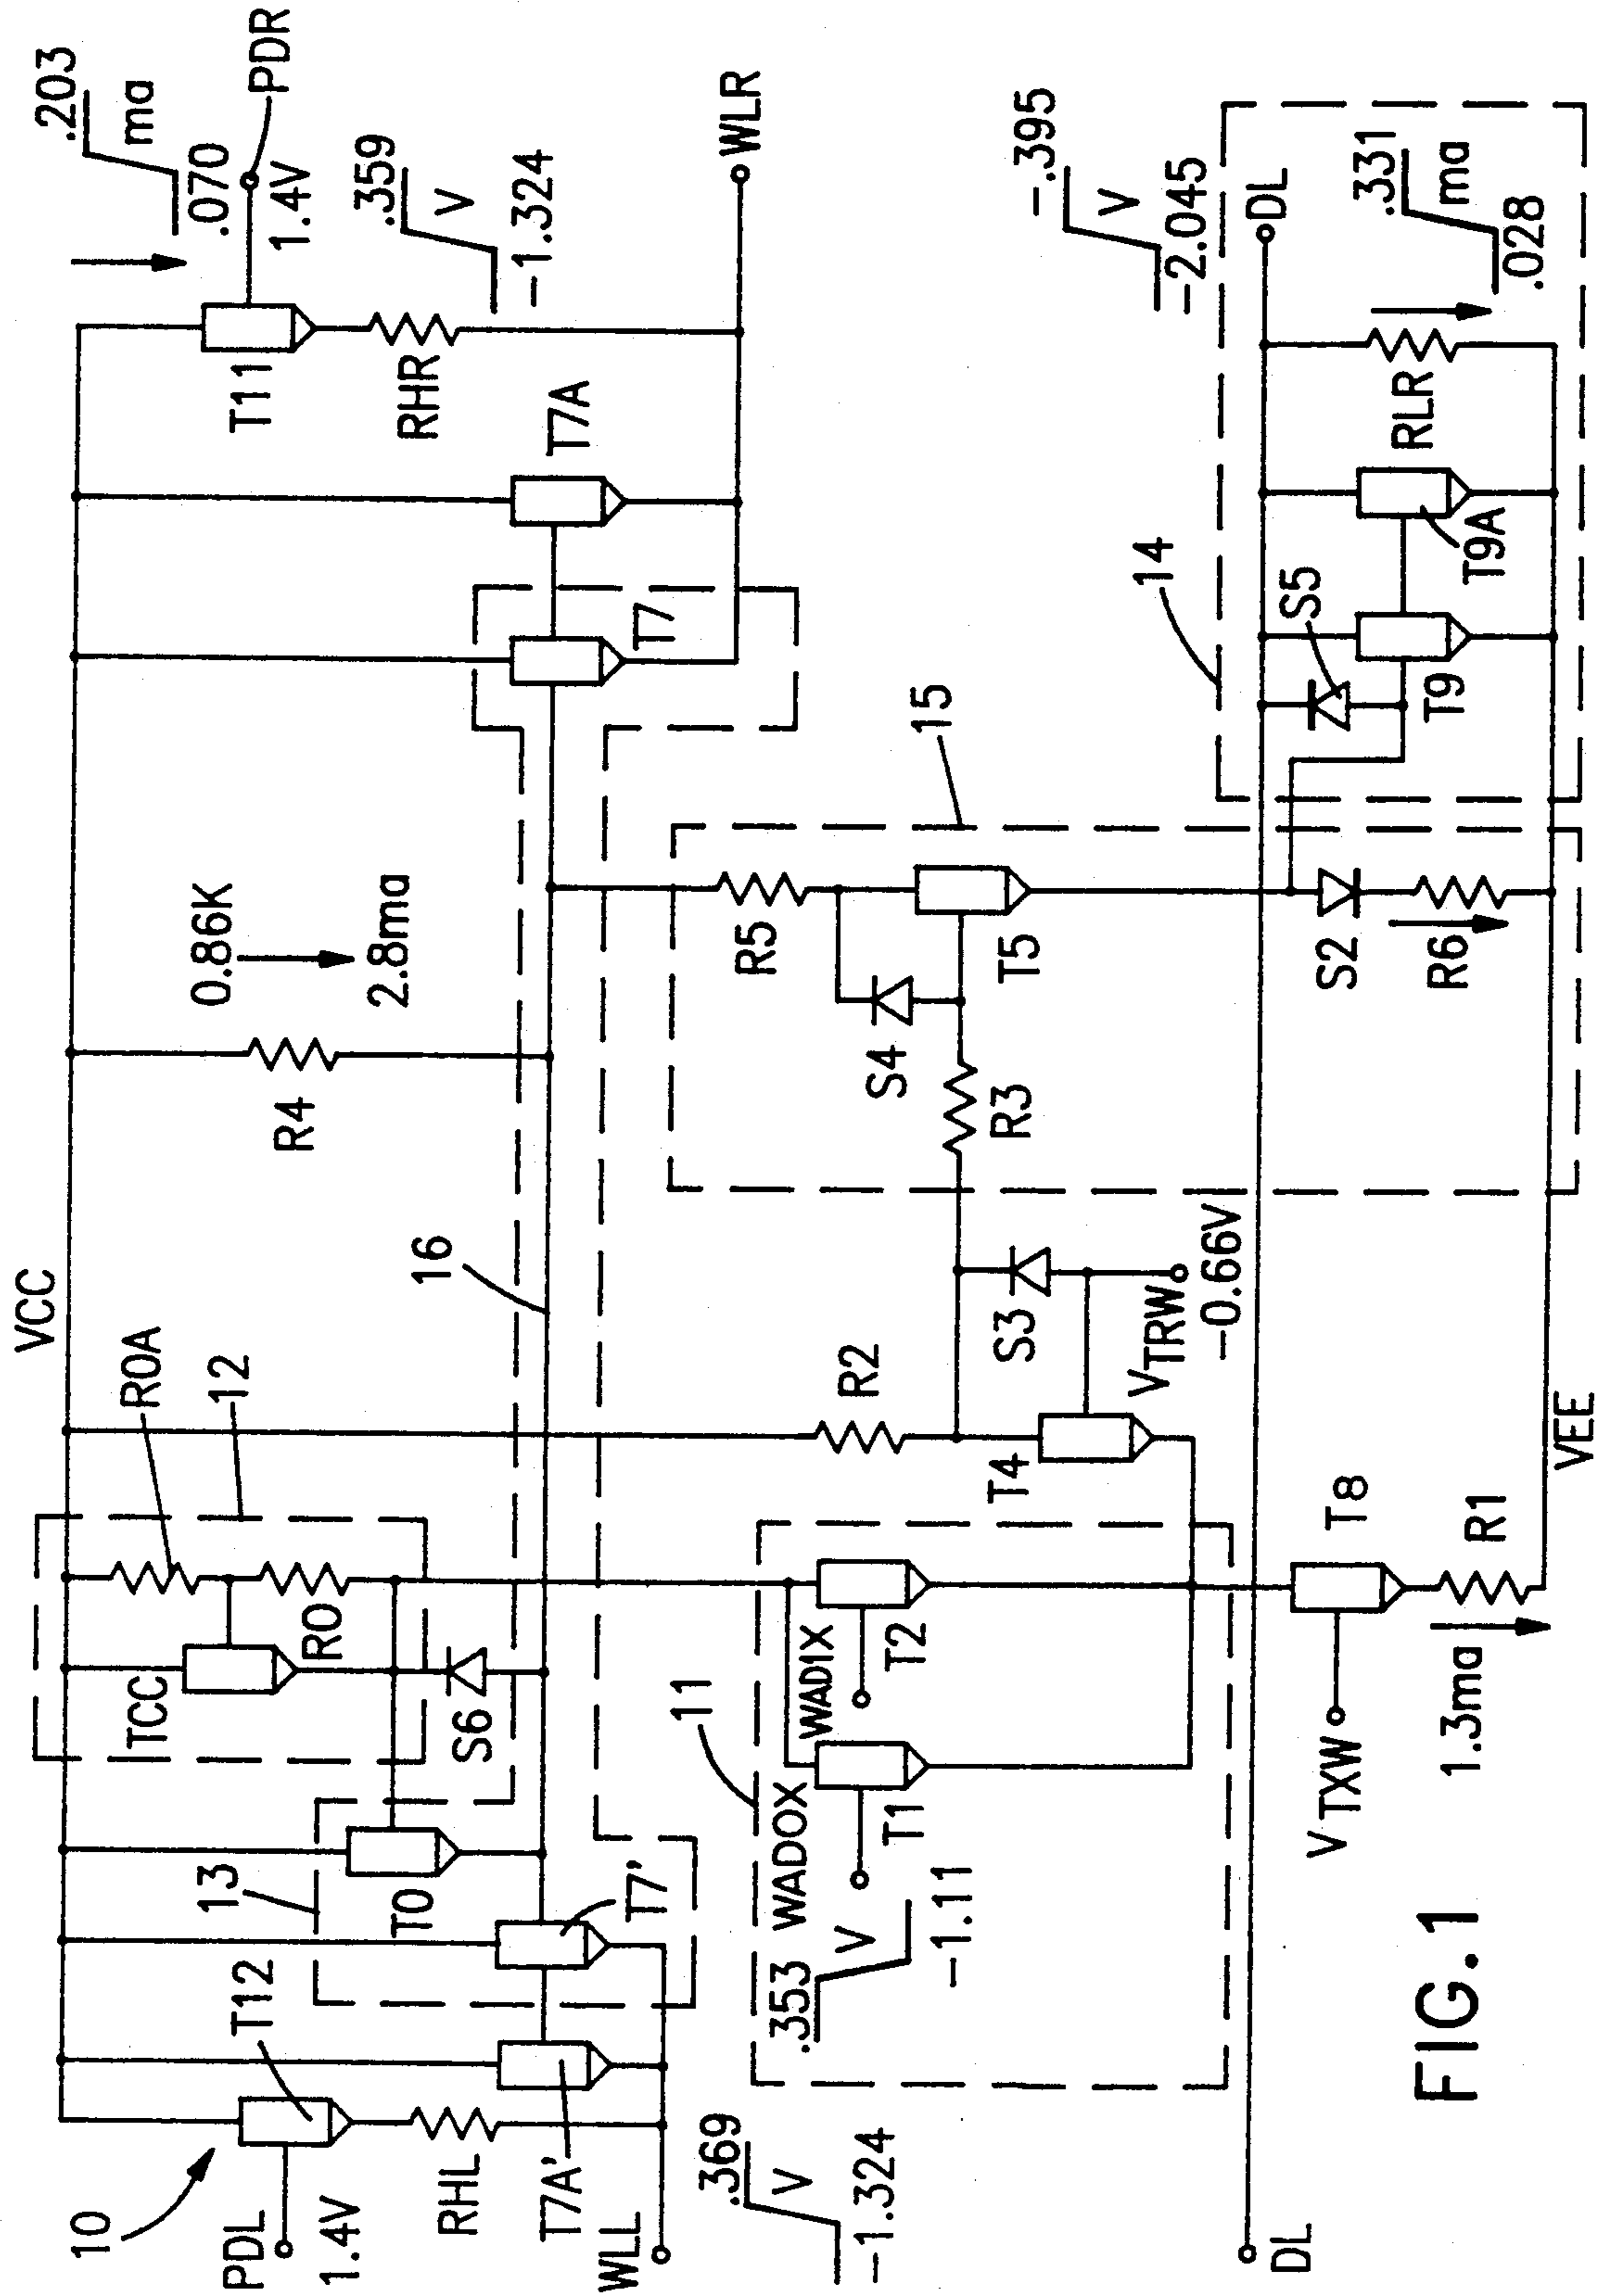 .203
ma
.070
PDR
1.4V
T11
RHR
.359
V
-1.324
WLR
T7A
T7
VCC
0.86K
2.8ma
R4
16
R0A
12
R0
TCC
S6
13
T0
T7'
T12
10
PDL
1.4V
RHL
T7A'
WLL
.369
V
-1.324
15
R5
S4
T5
R3
R2
S3
T4
VTRW
-0.66V
11
WAD1X
T2
WAD0X
T1
.353
V
-1.11
-.395
V
-2.045
DL
14
S5
T9
T9A
RLR
.331
ma
.028
S2
R6
VEE
T8
R1
VTXW
1.3ma
DL
FIG.1